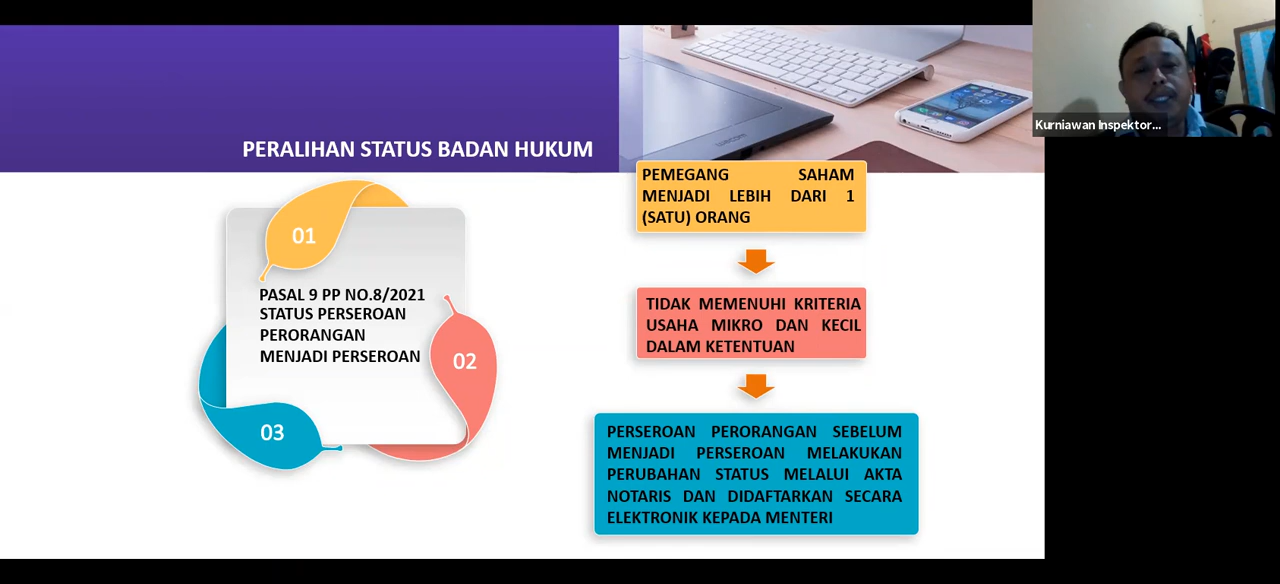 PERALIHAN STATUS BADAN HUKUM
Kurniawan Inspektor...
01
PASAL 9 PP NO.8/2021
STATUS PERSEROAN
PERORANGAN
MENJADI PERSEROAN
02
03
PEMEGANG SAHAM
MENJADI LEBIH DARI 1
(SATU) ORANG
TIDAK MEMENUHI KRITERIA
USAHA MIKRO DAN KECIL
DALAM KETENTUAN
PERSEROAN PERORANGAN SEBELUM
MENJADI PERSEROAN MELAKUKAN
PERUBAHAN STATUS MELALUI AKTA
NOTARIS DAN DIDAFTARKAN SECARA
ELEKTRONIK KEPADA MENTERI